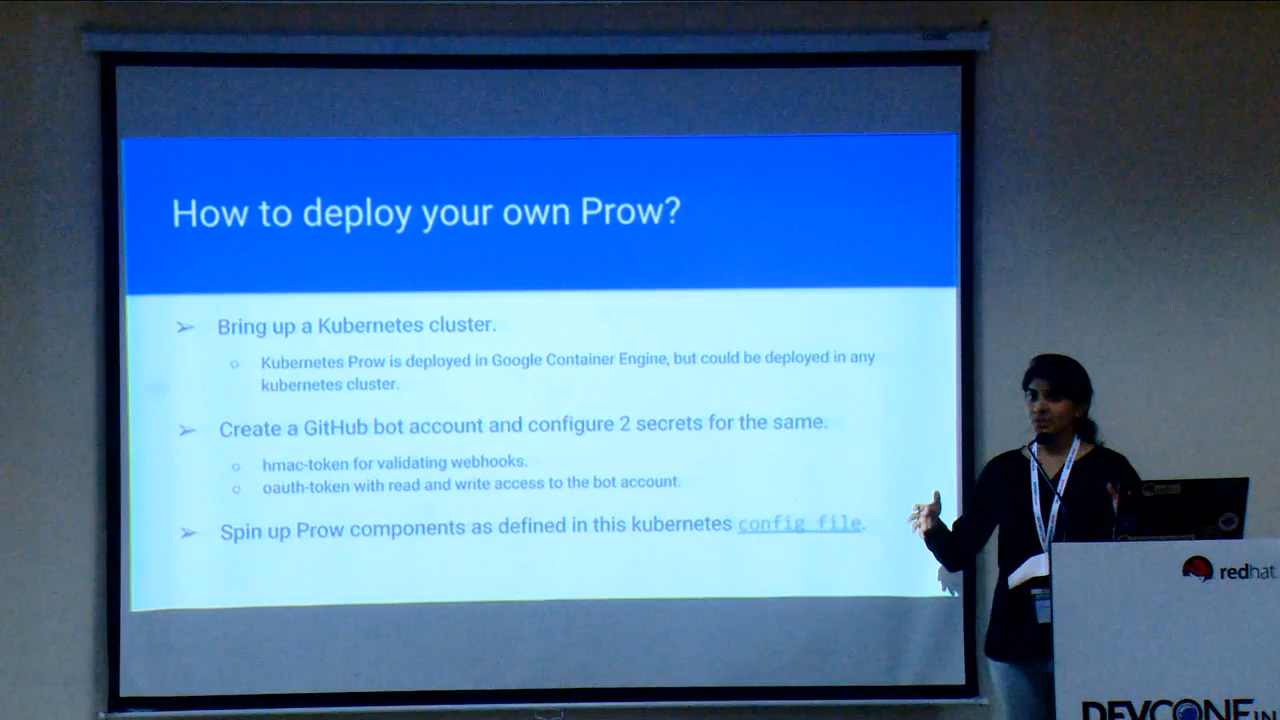 How to deploy your own Prow?
➢ Bring up a Kubernetes cluster.
○ Kubernetes Prow is deployed in Google Container Engine, but could be deployed in any
kubernetes cluster.
➢ Create a GitHub bot account and configure 2 secrets for the same.
○ hmac-token for validating webhooks.
○ oauth-token with read and write access to the bot account.
➢ Spin up Prow components as defined in this kubernetes config file.
redhat
DEVCONF.IN